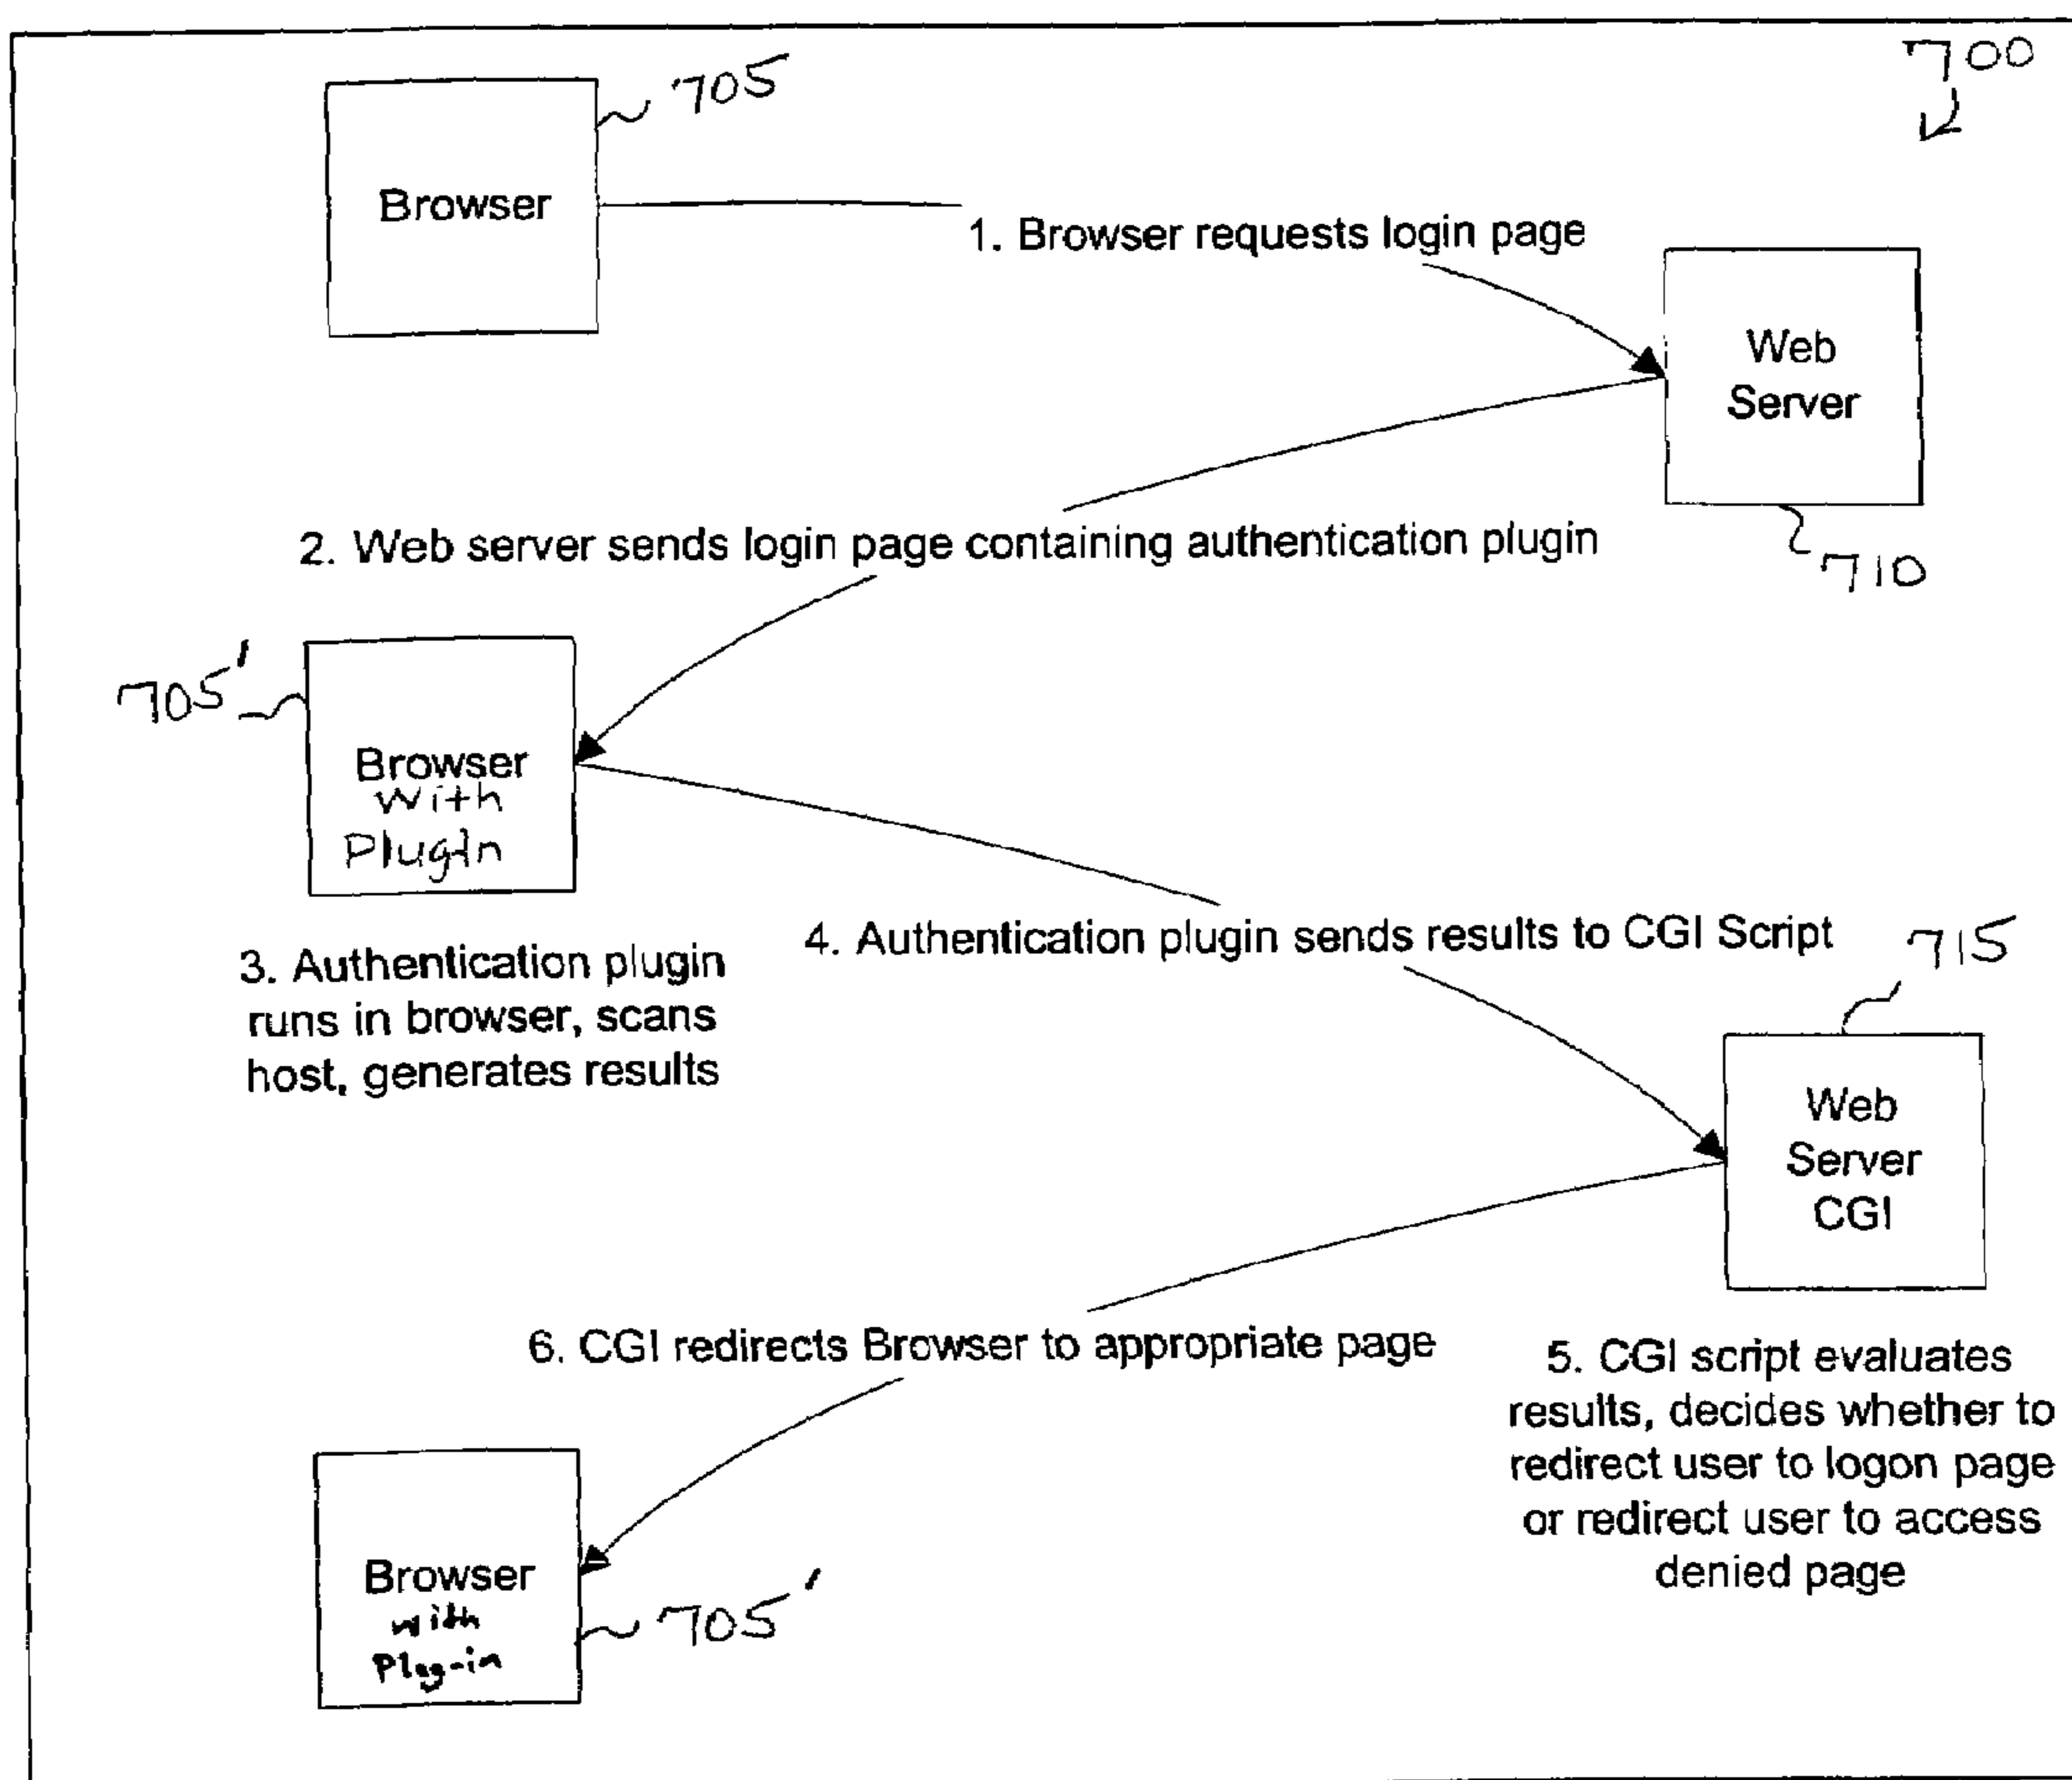 700
705
Browser
1. Browser requests login page
Web
Server
710
2. Web server sends login page containing authentication plugin
705'
Browser
With
Plugin
3. Authentication plugin
runs in browser, scans
host, generates results
4. Authentication plugin sends results to CGI Script
715
Web
Server
CGI
6. CGI redirects Browser to appropriate page
5. CGI script evaluates
results, decides whether to
redirect user to logon page
or redirect user to access
denied page
Browser
with
Plug-in
705'